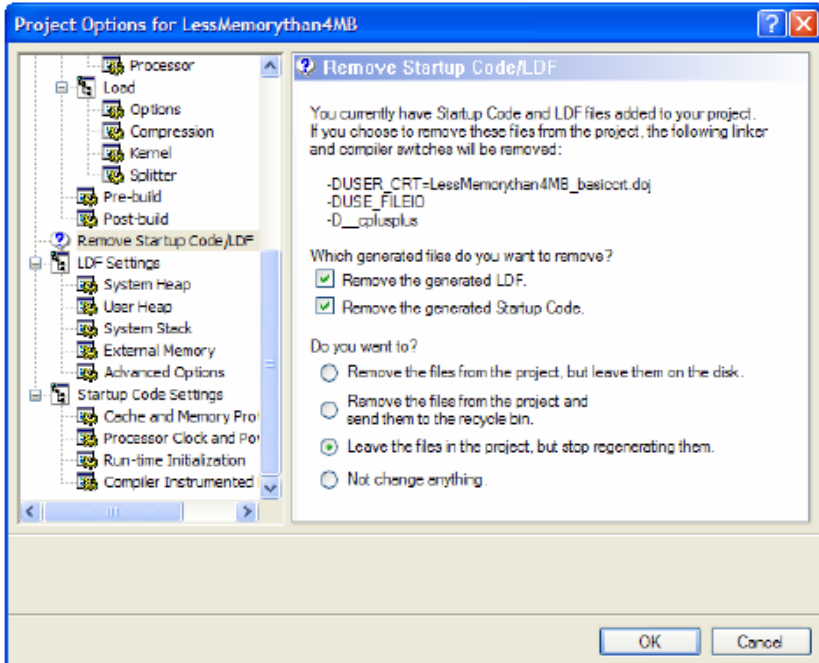 Project Options for LessMemorythan4MB
Processor
Load
Options
Compression
Kernel
Splitter
Pre-build
Post-build
Remove Startup Code/LDF
LDF Settings
System Heap
User Heap
System Stack
External Memory
Advanced Options
Startup Code Settings
Cache and Memory Pro
Processor Clock and Pov
Run-time Initialization
Compiler Instrumented
Remove Startup Code/LDF
You currently have Startup Code and LDF files added to your project.
If you choose to remove these files from the project, the following linker
and compiler switches will be removed:
-DUSER_CRT=LessMemorythan4MB_basiccrt.doj
-DUSE_FILEIO
-D__cplusplus
Which generated files do you want to remove?
Remove the generated LDF.
Remove the generated Startup Code.
Do you want to?
Remove the files from the project, but leave them on the disk.
Remove the files from the project and
send them to the recycle bin.
Leave the files in the project, but stop regenerating them.
Not change anything.
OK
Cancel